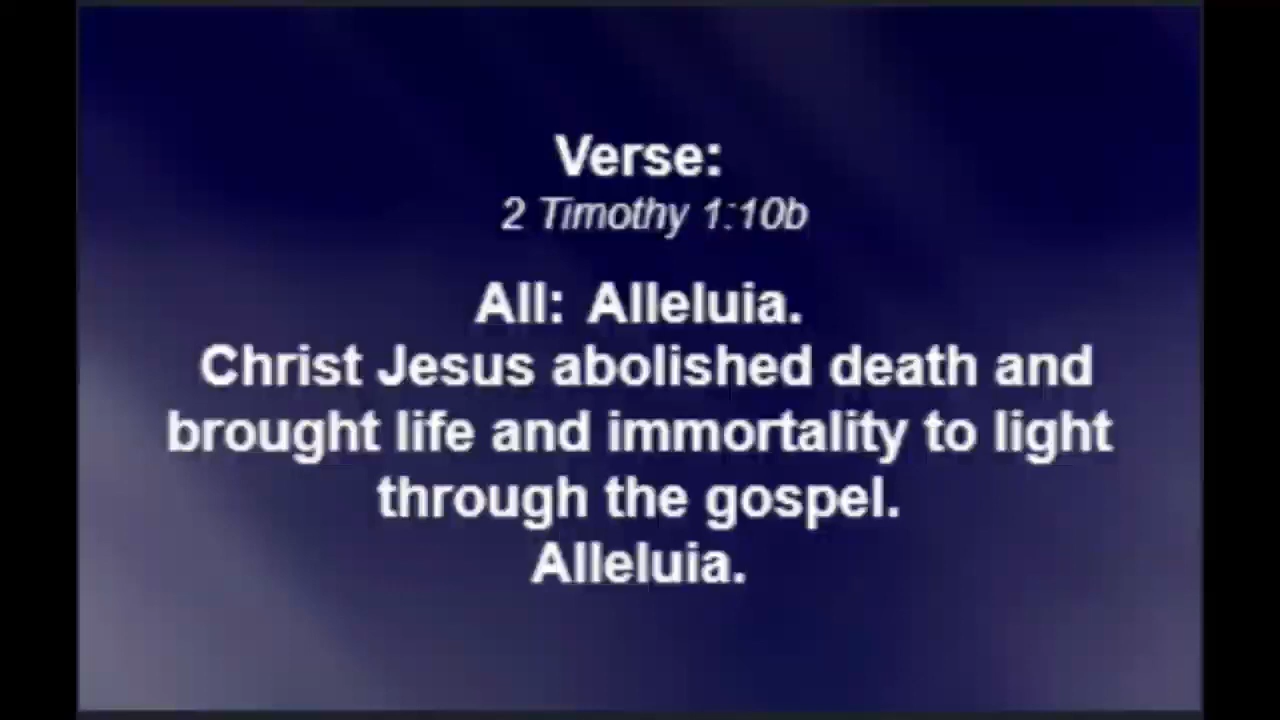 Verse:
2 Timothy 1:10b
All: Alleluia.
Christ Jesus abolished death and
brought life and immortality to light
through the gospel.
Alleluia.